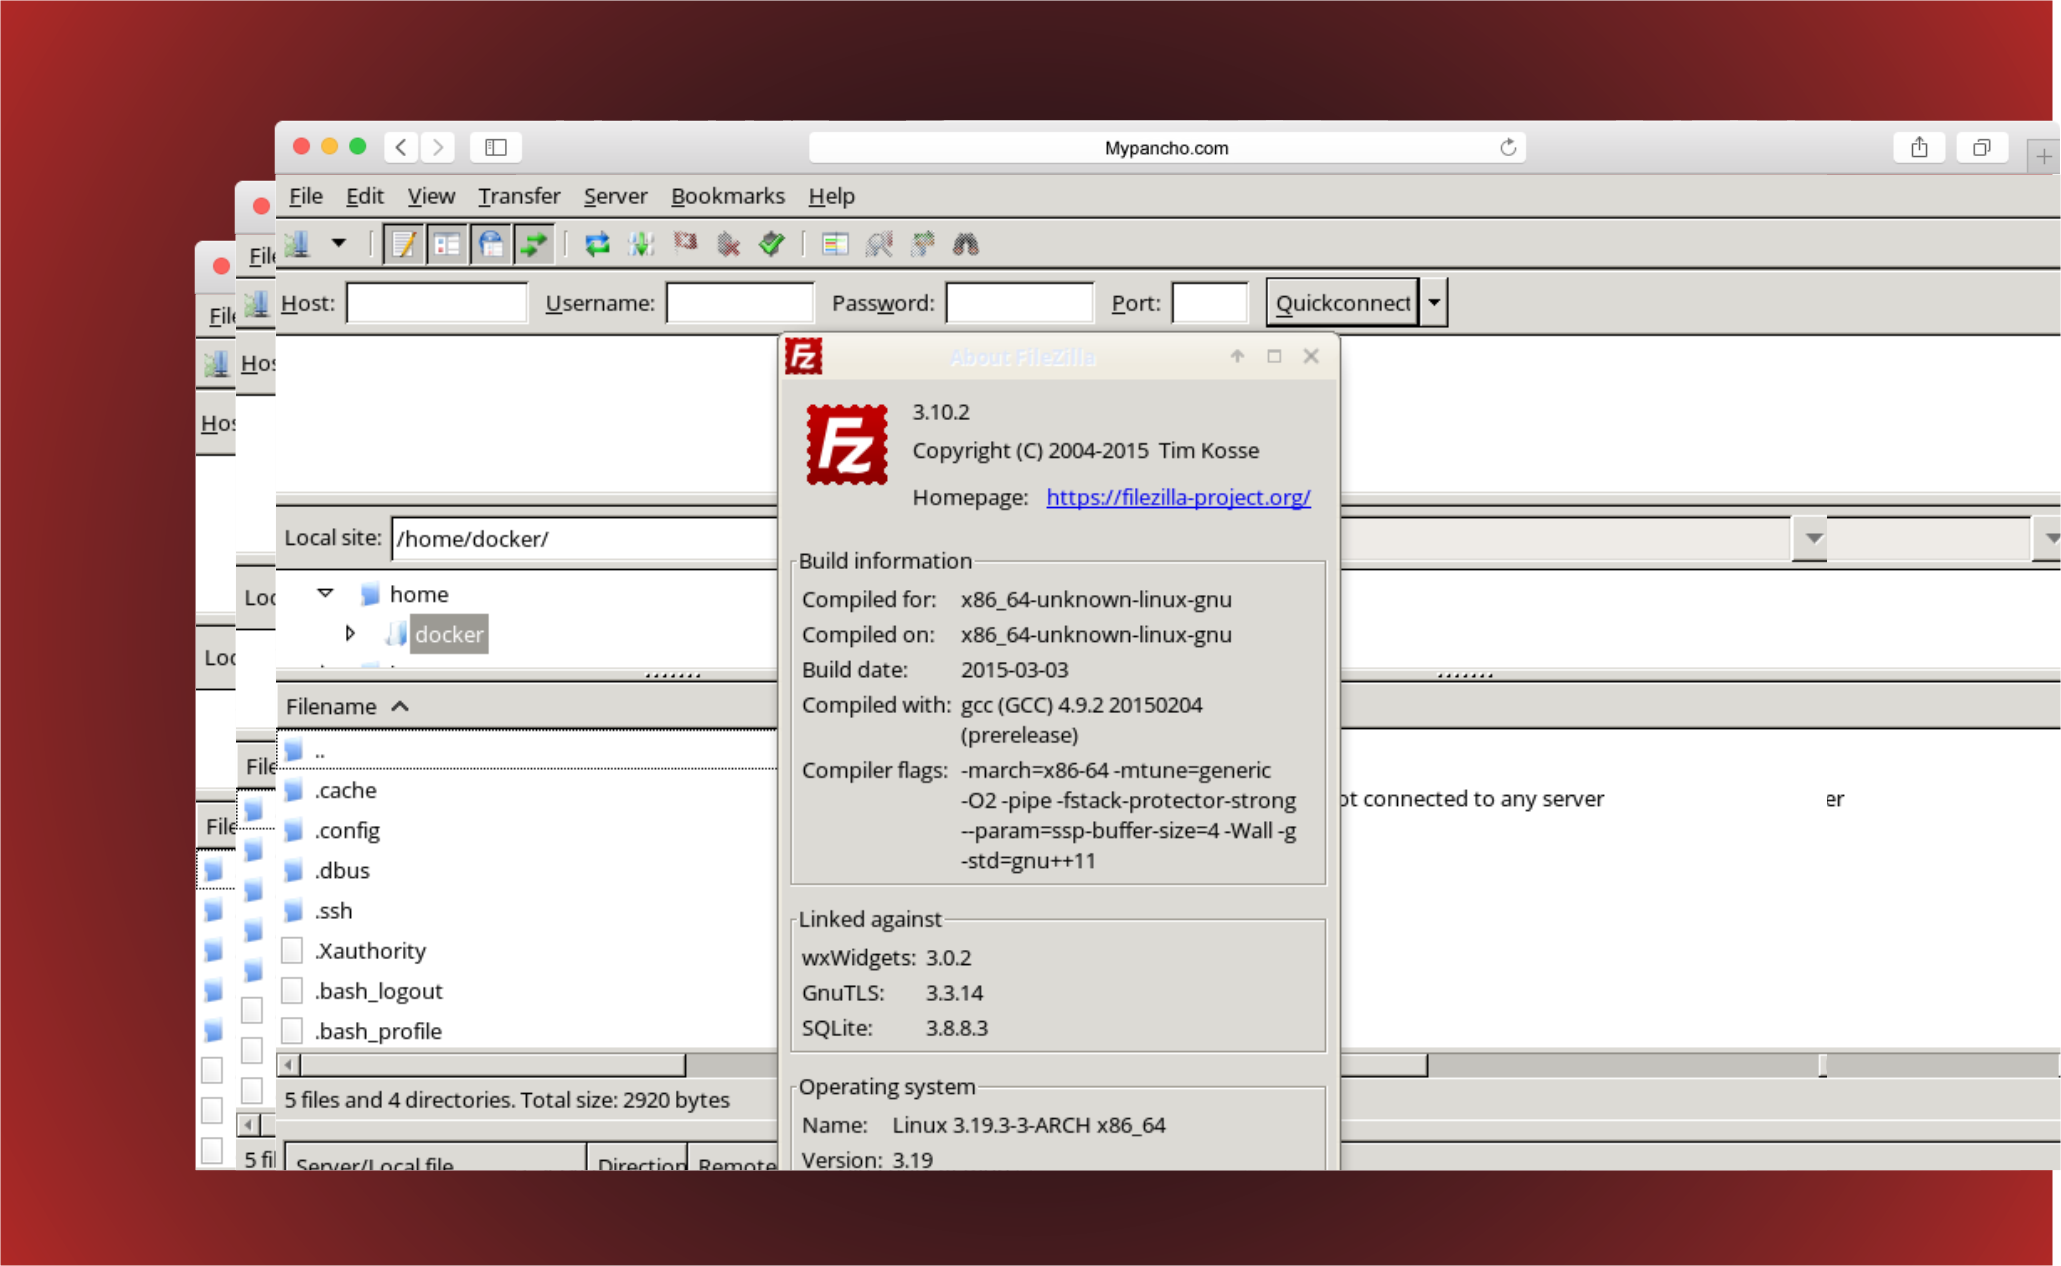 Mypancho.com
File Edit View Transfer Server Bookmarks Help
File
File
Host: Username: Password: Port: Quickconnect
Hos
Hos
About FileZilla
Fz
Fz
3.10.2
Copyright (C) 2004-2015 Tim Kosse
Homepage: https://filezilla-project.org/
Local site: /home/docker/
home
docker
Loc
Loc
Filename
..
.cache
.config
.dbus
.ssh
.Xauthority
.bash_logout
.bash_profile
File
File
5 files and 4 directories. Total size: 2920 bytes
5 fil
Server/Local file Direction Remote
Build information
Compiled for: x86_64-unknown-linux-gnu
Compiled on: x86_64-unknown-linux-gnu
Build date: 2015-03-03
Compiled with: gcc (GCC) 4.9.2 20150204
(prerelease)
Compiler flags: -march=x86-64 -mtune=generic
-O2 -pipe -fstack-protector-strong
--param=ssp-buffer-size=4 -Wall -g
-std=gnu++11
Linked against
wxWidgets: 3.0.2
GnuTLS: 3.3.14
SQLite: 3.8.8.3
Operating system
Name: Linux 3.19.3-3-ARCH x86_64
Version: 3.19
ot connected to any server
er